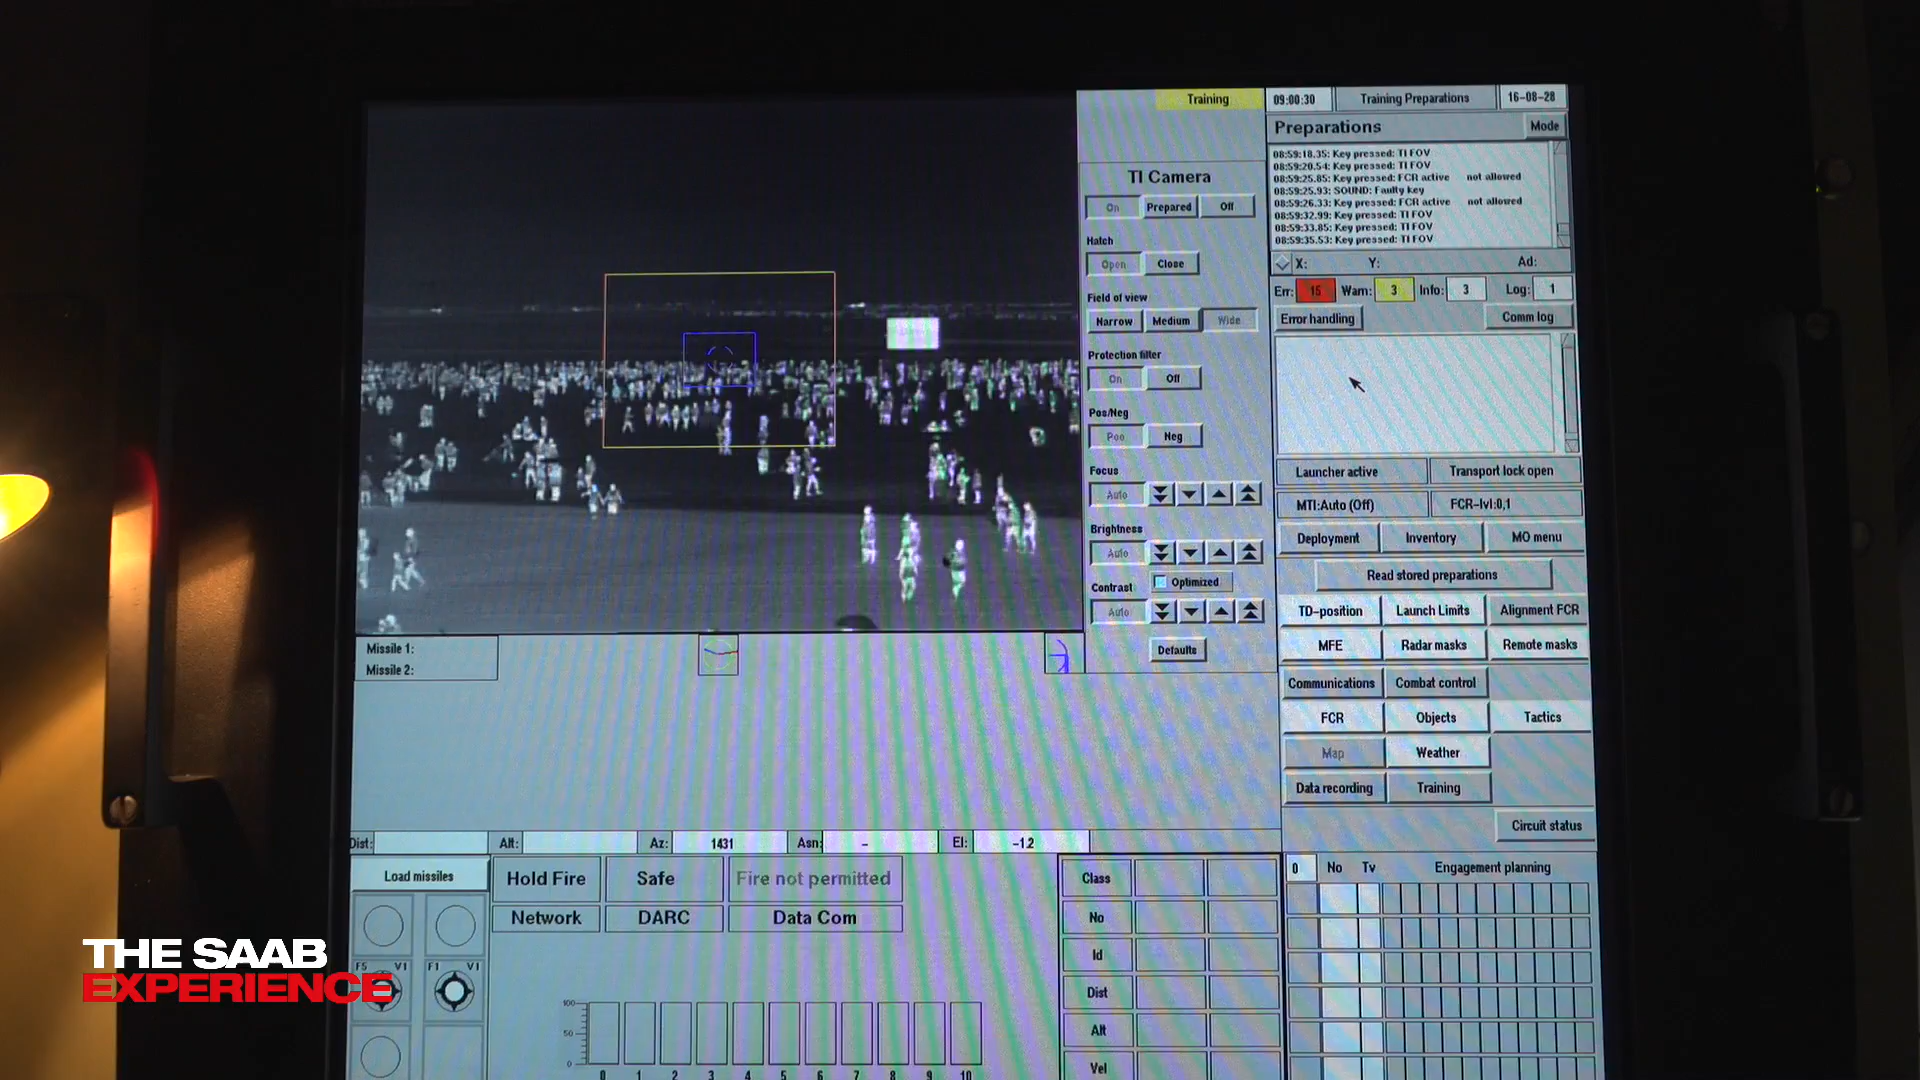 Training
09:00:30
Training Preparations
16-08-28
Preparations
Mode
08:59:18.35: Key pressed: TI FOV
08:59:20.54: Key pressed: TI FOV
08:59:25.85: Key pressed: FCR active not allowed
08:59:25.93: SOUND: Faulty key
08:59:26.33: Key pressed: FCR active not allowed
08:59:32.99: Key pressed: TI FOV
08:59:33.85: Key pressed: TI FOV
08:59:35.53: Key pressed: TI FOV
X: Y: Ad:
Err: 15 Warn: 3 Info: 3 Log: 1
Error handling
Comm log
TI Camera
On Prepared Off
Hatch
Open Close
Field of view
Narrow Medium Wide
Protection filter
On Off
Pos/Neg
Pos Neg
Focus
Auto
Brightness
Auto
Contrast
Optimized
Auto
Defaults
Launcher active
Transport lock open
MTI:Auto (Off)
FCR-lvl:0,1
Deployment Inventory MO menu
Read stored preparations
TD-position Launch Limits Alignment FCR
MFE Radar masks Remote masks
Communications Combat control
FCR Objects Tactics
Map Weather
Data recording Training
Circuit status
Missile 1:
Missile 2:
Dist: Alt: Az: 1431 Asn: - El: -1.2
Load missiles
Hold Fire Safe Fire not permitted
Network DARC Data Com
F5 V1 F1 V1
100
50
0
0 1 2 3 4 5 6 7 8 9 10
Class
No
Id
Dist
Alt
Vel
0 No Tv Engagement planning
THE SAAB
EXPERIENCE